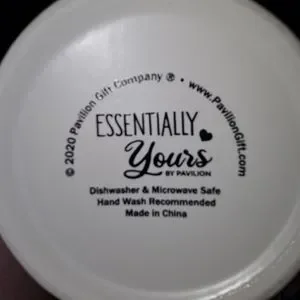 © 2020 Pavilion Gift Company ® • www.PavilionGift.com
ESSENTIALLY
Yours
BY PAVILION
Dishwasher & Microwave Safe
Hand Wash Recommended
Made in China